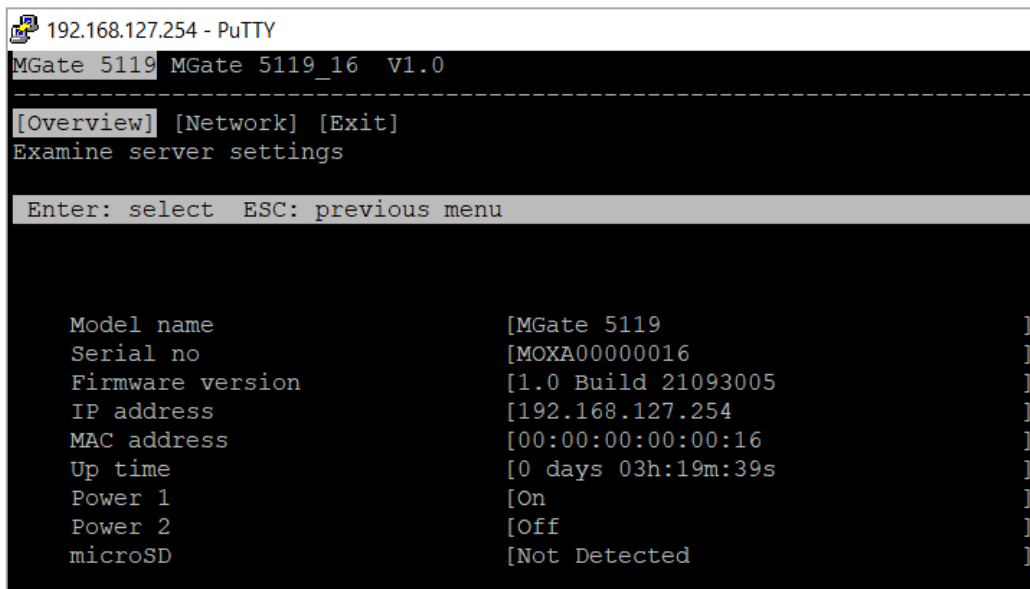 192.168.127.254 - PuTTY
MGate 5119 MGate 5119_16 V1.0
[Overview] [Network] [Exit]
Examine server settings
Enter: select ESC: previous menu
Model name [MGate 5119 ]
Serial no [MOXA00000016 ]
Firmware version [1.0 Build 21093005 ]
IP address [192.168.127.254 ]
MAC address [00:00:00:00:00:16 ]
Up time [0 days 03h:19m:39s ]
Power 1 [On ]
Power 2 [Off ]
microSD [Not Detected ]